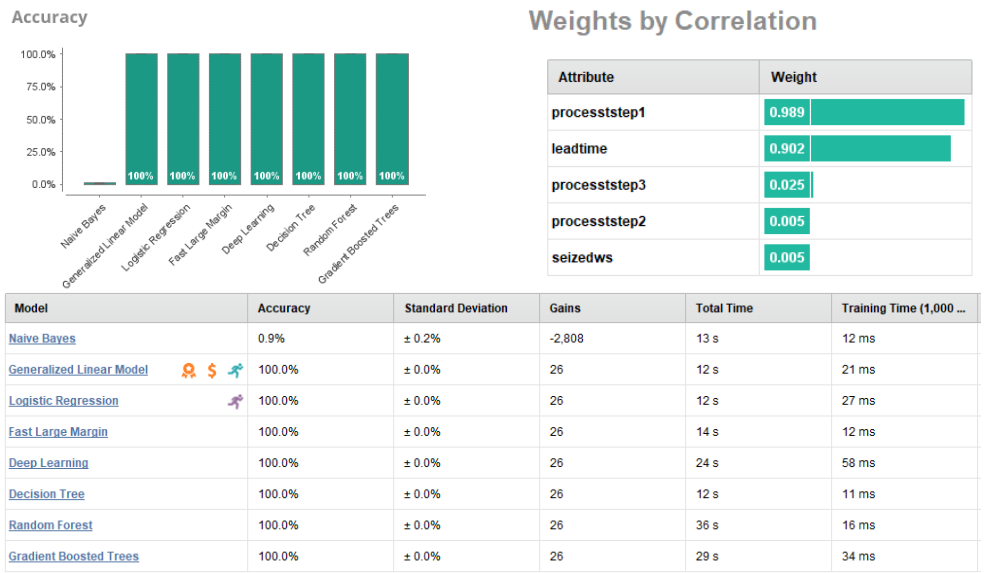 Accuracy
100.0%
75.0%
50.0%
25.0%
0.0%
100% 100% 100% 100% 100% 100% 100%
Naive Bayes
Generalized Linear Model
Logistic Regression
Fast Large Margin
Deep Learning
Decision Tree
Random Forest
Gradient Boosted Trees
Weights by Correlation
Attribute Weight
procesststep1 0.989
leadtime 0.902
procesststep3 0.025
procesststep2 0.005
seizedws 0.005
Model Accuracy Standard Deviation Gains Total Time Training Time (1,000 ...
Naive Bayes 0.9% ± 0.2% -2,808 13 s 12 ms
Generalized Linear Model $ 100.0% ± 0.0% 26 12 s 21 ms
Logistic Regression 100.0% ± 0.0% 26 12 s 27 ms
Fast Large Margin 100.0% ± 0.0% 26 14 s 12 ms
Deep Learning 100.0% ± 0.0% 26 24 s 58 ms
Decision Tree 100.0% ± 0.0% 26 12 s 11 ms
Random Forest 100.0% ± 0.0% 26 36 s 16 ms
Gradient Boosted Trees 100.0% ± 0.0% 26 29 s 34 ms